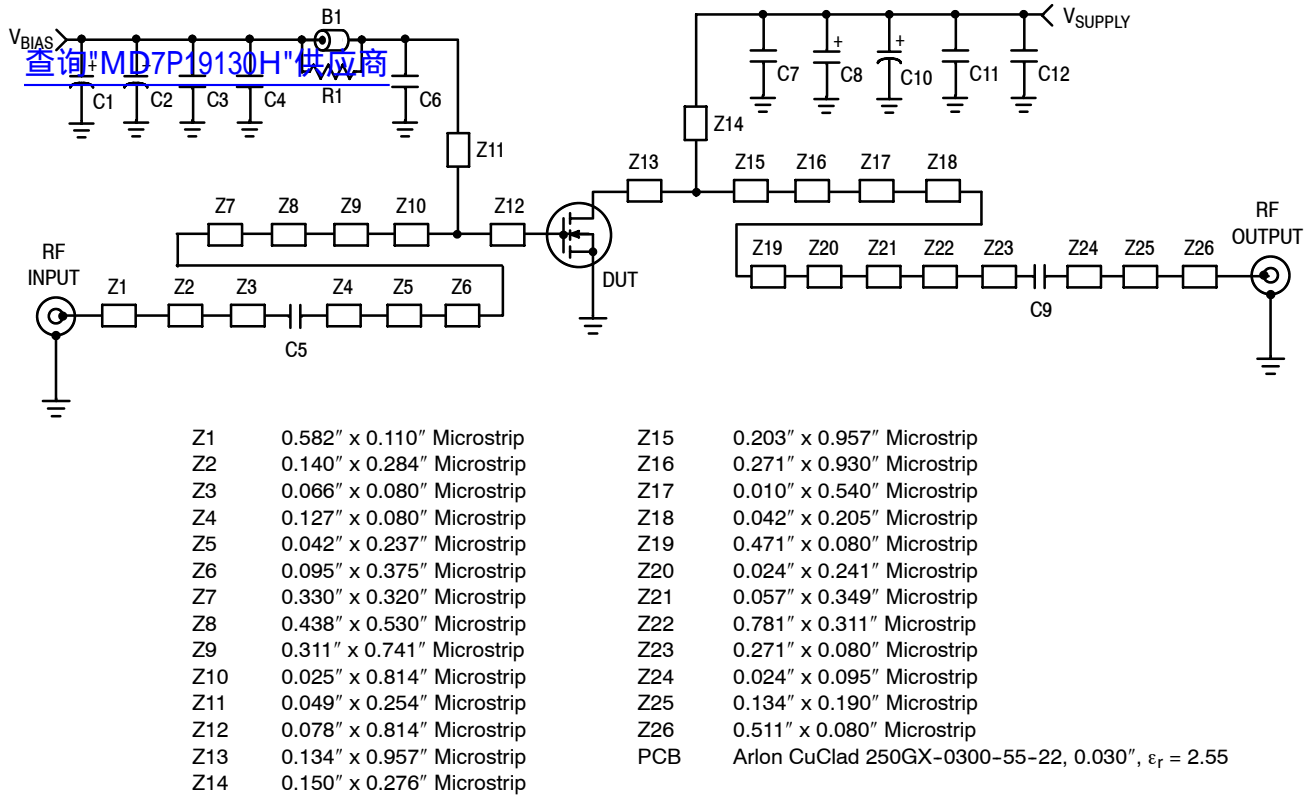 B1
V_BIAS
V_SUPPLY
查询"MD7P19130H"供应商
+
+
+
C1 C2 C3 C4 R1 C6
C7 C8 C10 C11 C12
Z14
Z11
Z13 Z15 Z16 Z17 Z18
Z7 Z8 Z9 Z10 Z12
RF
INPUT
RF
OUTPUT
DUT
Z19 Z20 Z21 Z22 Z23 Z24 Z25 Z26
Z1 Z2 Z3 Z4 Z5 Z6
C9
C5
Z1 0.582″ x 0.110″ Microstrip
Z2 0.140″ x 0.284″ Microstrip
Z3 0.066″ x 0.080″ Microstrip
Z4 0.127″ x 0.080″ Microstrip
Z5 0.042″ x 0.237″ Microstrip
Z6 0.095″ x 0.375″ Microstrip
Z7 0.330″ x 0.320″ Microstrip
Z8 0.438″ x 0.530″ Microstrip
Z9 0.311″ x 0.741″ Microstrip
Z10 0.025″ x 0.814″ Microstrip
Z11 0.049″ x 0.254″ Microstrip
Z12 0.078″ x 0.814″ Microstrip
Z13 0.134″ x 0.957″ Microstrip
Z14 0.150″ x 0.276″ Microstrip
Z15 0.203″ x 0.957″ Microstrip
Z16 0.271″ x 0.930″ Microstrip
Z17 0.010″ x 0.540″ Microstrip
Z18 0.042″ x 0.205″ Microstrip
Z19 0.471″ x 0.080″ Microstrip
Z20 0.024″ x 0.241″ Microstrip
Z21 0.057″ x 0.349″ Microstrip
Z22 0.781″ x 0.311″ Microstrip
Z23 0.271″ x 0.080″ Microstrip
Z24 0.024″ x 0.095″ Microstrip
Z25 0.134″ x 0.190″ Microstrip
Z26 0.511″ x 0.080″ Microstrip
PCB Arlon CuClad 250GX-0300-55-22, 0.030″, εr = 2.55